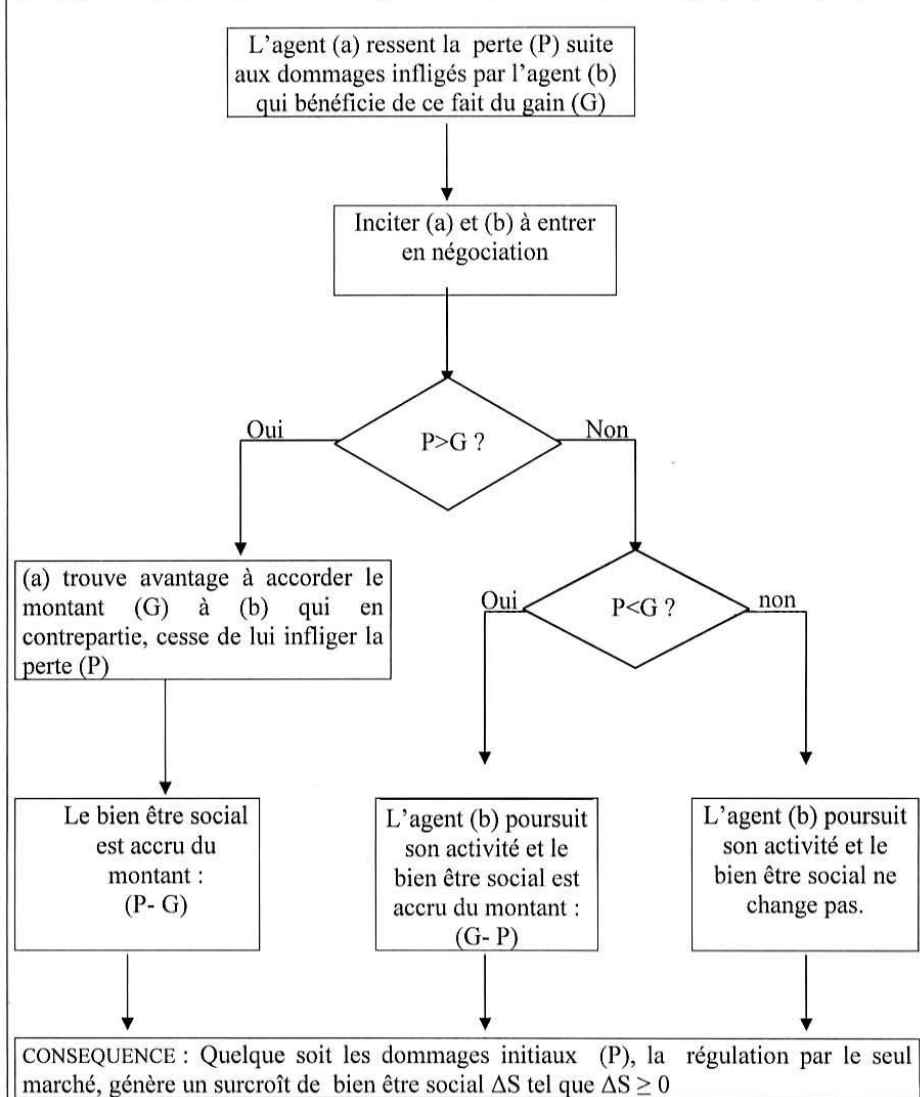 L'agent (a) ressent la perte (P) suite
aux dommages infligés par l'agent (b)
qui bénéficie de ce fait du gain (G)
Inciter (a) et (b) à entrer
en négociation
Oui
P>G ?
Non
(a) trouve avantage à accorder le
montant (G) à (b) qui en
contrepartie, cesse de lui infliger la
perte (P)
Oui
P<G ?
non
Le bien être social
est accru du
montant :
(P- G)
L'agent (b) poursuit
son activité et le
bien être social est
accru du montant :
(G- P)
L'agent (b) poursuit
son activité et le
bien être social ne
change pas.
CONSEQUENCE : Quelque soit les dommages initiaux (P), la régulation par le seul
marché, génère un surcroît de bien être social ΔS tel que ΔS ≥ 0